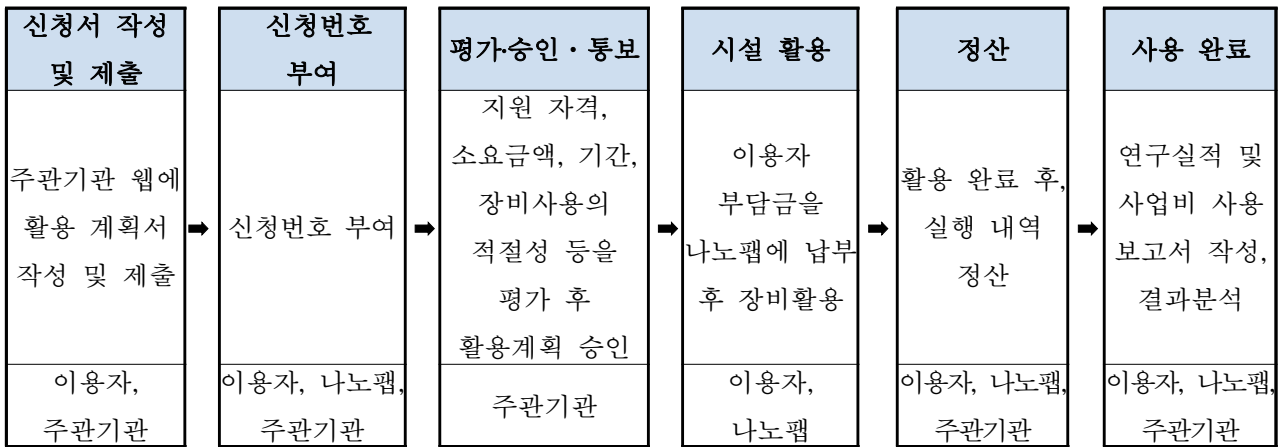 신청서 작성
및 제출
주관기관 웹에
활용 계획서
작성 및 제출
이용자,
주관기관
➡
신청번호
부여
신청번호 부여
이용자, 나노팹,
주관기관
➡
평가·승인・통보
지원 자격,
소요금액, 기간,
장비사용의
적절성 등을
평가 후
활용계획 승인
주관기관
➡
시설 활용
이용자
부담금을
나노팹에 납부
후 장비활용
이용자,
나노팹
➡
정산
활용 완료 후,
실행 내역
정산
이용자, 나노팹,
주관기관
➡
사용 완료
연구실적 및
사업비 사용
보고서 작성,
결과분석
이용자, 나노팹,
주관기관